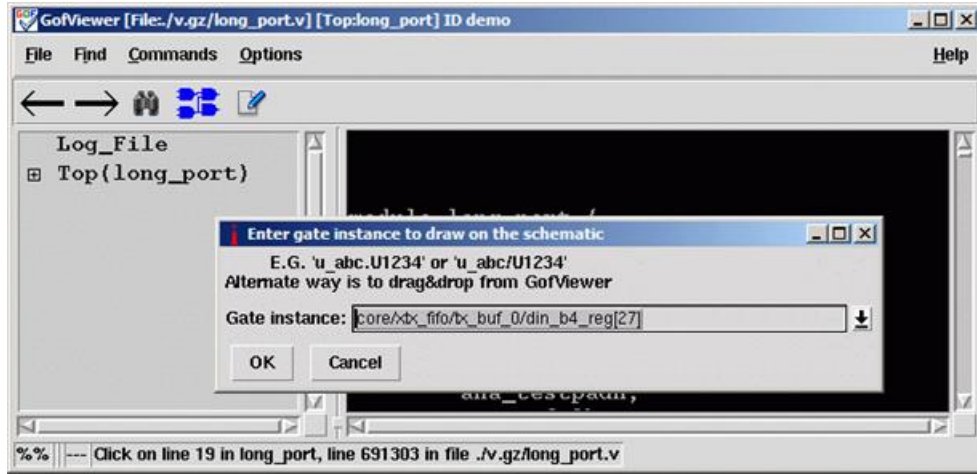 GofViewer [File:./v.gz/long_port.v] [Top:long_port] ID demo
File Find Commands Options Help
Log_File
Top(long_port)
Enter gate instance to draw on the schematic
E.G. 'u_abc.U1234' or 'u_abc/U1234'
Alternate way is to drag&drop from GofViewer
Gate instance: core/xtx_fifo/tx_buf_0/din_b4_reg[27]
OK Cancel
%% --- Click on line 19 in long_port, line 691303 in file ./v.gz/long_port.v